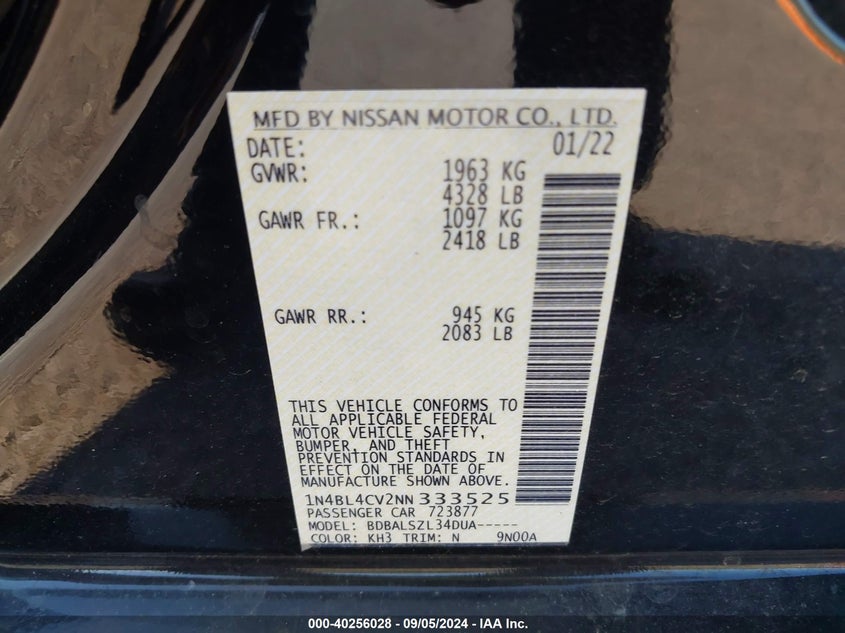 MFD BY NISSAN MOTOR CO., LTD.
DATE: 01/22
GVWR: 1963 KG
4328 LB
GAWR FR.: 1097 KG
2418 LB
GAWR RR.: 945 KG
2083 LB
THIS VEHICLE CONFORMS TO
ALL APPLICABLE FEDERAL
MOTOR VEHICLE SAFETY,
BUMPER, AND THEFT
PREVENTION STANDARDS IN
EFFECT ON THE DATE OF
MANUFACTURE SHOWN ABOVE.
1N4BL4CV2NN333525
PASSENGER CAR 723877
MODEL: BDBALSZL34DUA-----
COLOR: KH3 TRIM: N 9N00A
000-40256028 - 09/05/2024 - IAA Inc.